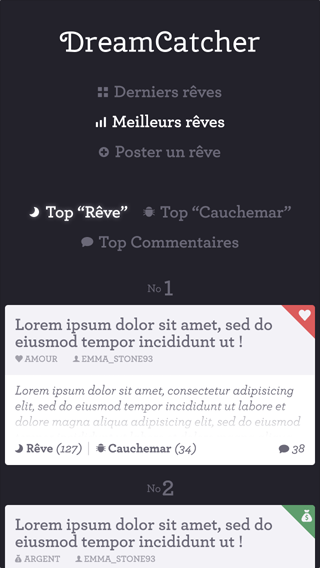 DreamCatcher
Derniers rêves
Meilleurs rêves
Poster un rêve
Top “Rêve” Top “Cauchemar”
Top Commentaires
No 1
Lorem ipsum dolor sit amet, sed do
eiusmod tempor incididunt ut !
AMOUR EMMA_STONE93
Lorem ipsum dolor sit amet, consectetur adipisicing
elit, sed do eiusmod tempor incididunt ut labore et
dolore magna aliqua adipisicing elit, sed do eiusmod
Rêve (127) Cauchemar (34) 38
No 2
Lorem ipsum dolor sit amet, sed do
eiusmod tempor incididunt ut !
ARGENT EMMA_STONE93